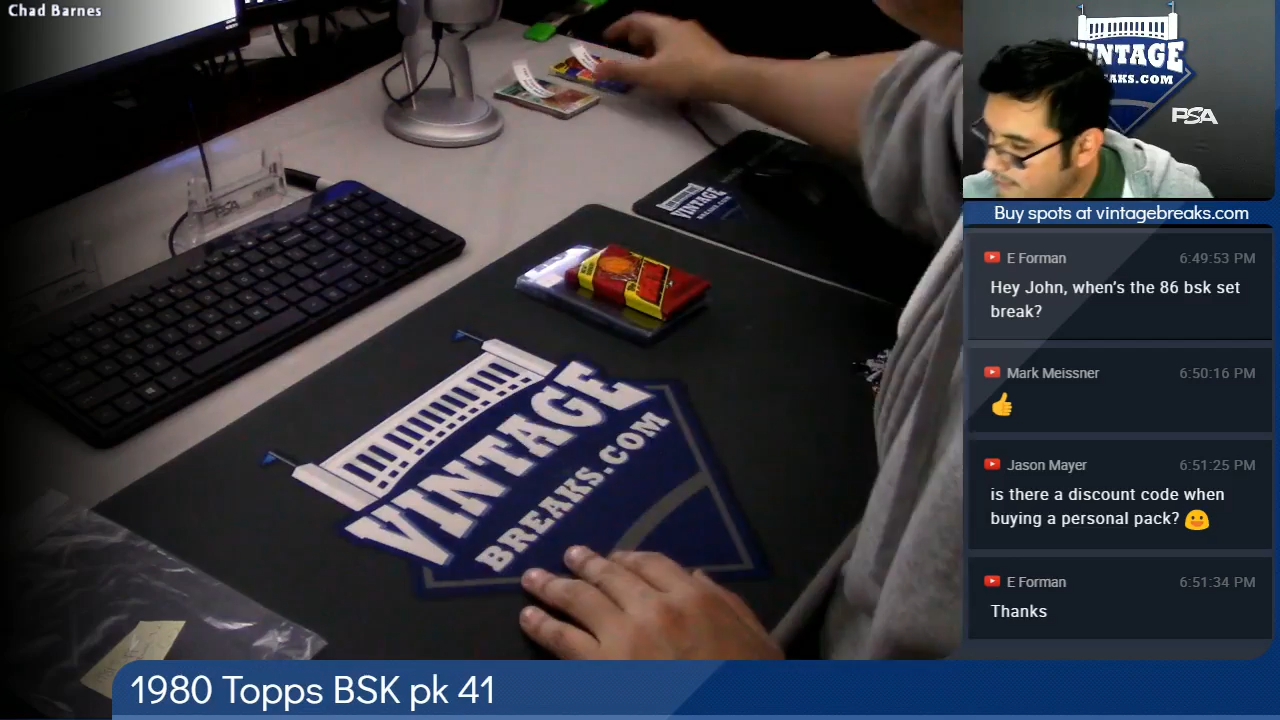 Chad Barnes
VINTAGE
BREAKS.COM
PSA
VINTAGE
BREAKS.COM
Buy spots at vintagebreaks.com
E Forman 6:49:53 PM
Hey John, when's the 86 bsk set
break?
Mark Meissner 6:50:16 PM
👍
Jason Mayer 6:51:25 PM
is there a discount code when
buying a personal pack? 😃
E Forman 6:51:34 PM
Thanks
VINTAGE
BREAKS.COM
1980 Topps BSK pk 41